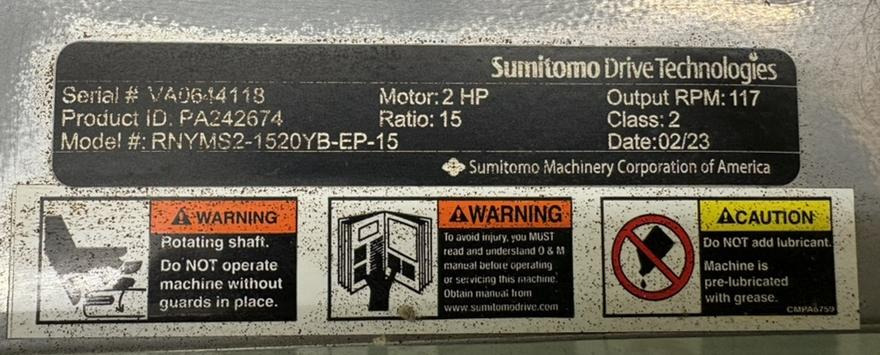 Sumitomo Drive Technologies
Serial # VA0644118 Motor: 2 HP Output RPM: 117
Product ID: PA242674 Ratio: 15 Class: 2
Model #: RNYMS2-1520YB-EP-15 Date: 02/23
Sumitomo Machinery Corporation of America
WARNING
Rotating shaft.
Do NOT operate
machine without
guards in place.
WARNING
To avoid injury, you MUST
read and understand O & M
manual before operating
or servicing this machine.
Obtain manual from
www.sumitomodrive.com
CAUTION
Do NOT add lubricant.
Machine is
pre-lubricated
with grease.
CMPA6759